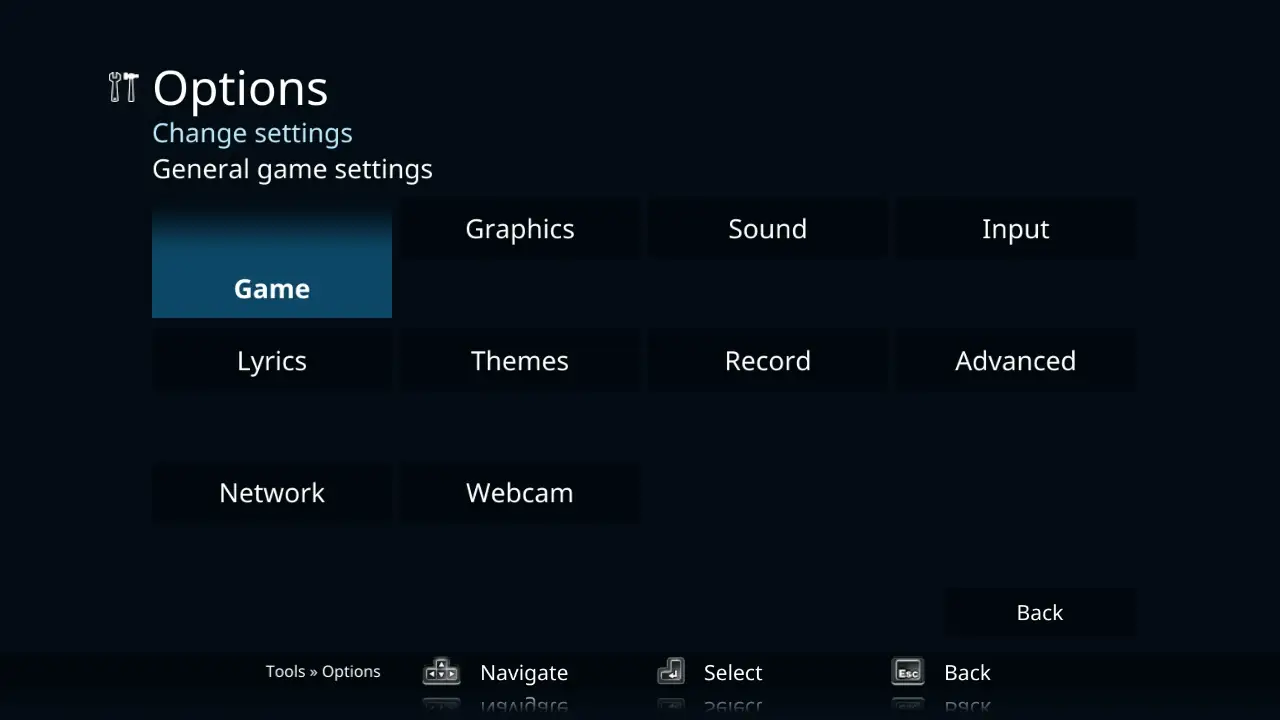 Options
Change settings
General game settings
Game
Graphics
Sound
Input
Lyrics
Themes
Record
Advanced
Network
Webcam
Back
Tools » Options
Navigate
Select
Esc
Back